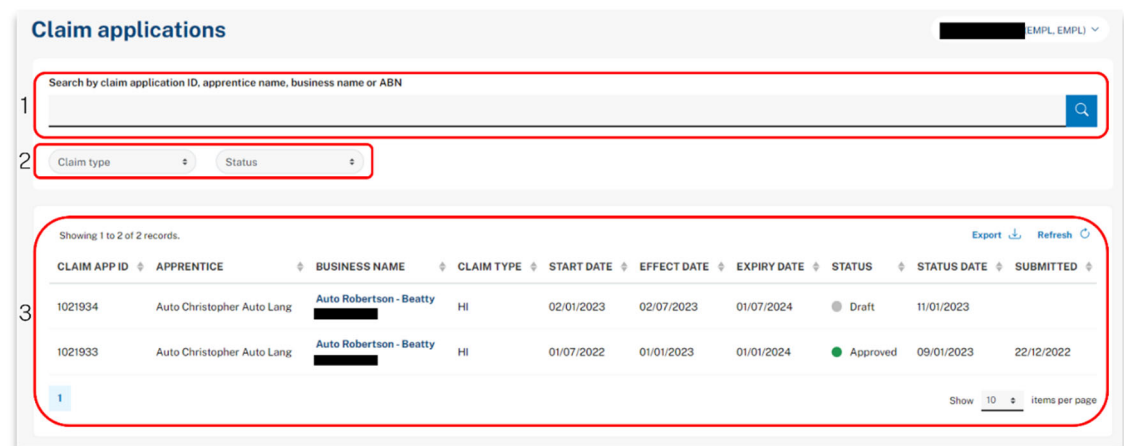 Claim applications
(EMPL, EMPL)
Search by claim application ID, apprentice name, business name or ABN
1
2
Claim type
Status
Showing 1 to 2 of 2 records.
Export
Refresh
CLAIM APP ID APPRENTICE BUSINESS NAME CLAIM TYPE START DATE EFFECT DATE EXPIRY DATE STATUS STATUS DATE SUBMITTED
3
1021934 Auto Christopher Auto Lang Auto Robertson - Beatty HI 02/01/2023 02/07/2023 01/07/2024 Draft 11/01/2023
1021933 Auto Christopher Auto Lang Auto Robertson - Beatty HI 01/07/2022 01/01/2023 01/01/2024 Approved 09/01/2023 22/12/2022
1
Show 10 items per page